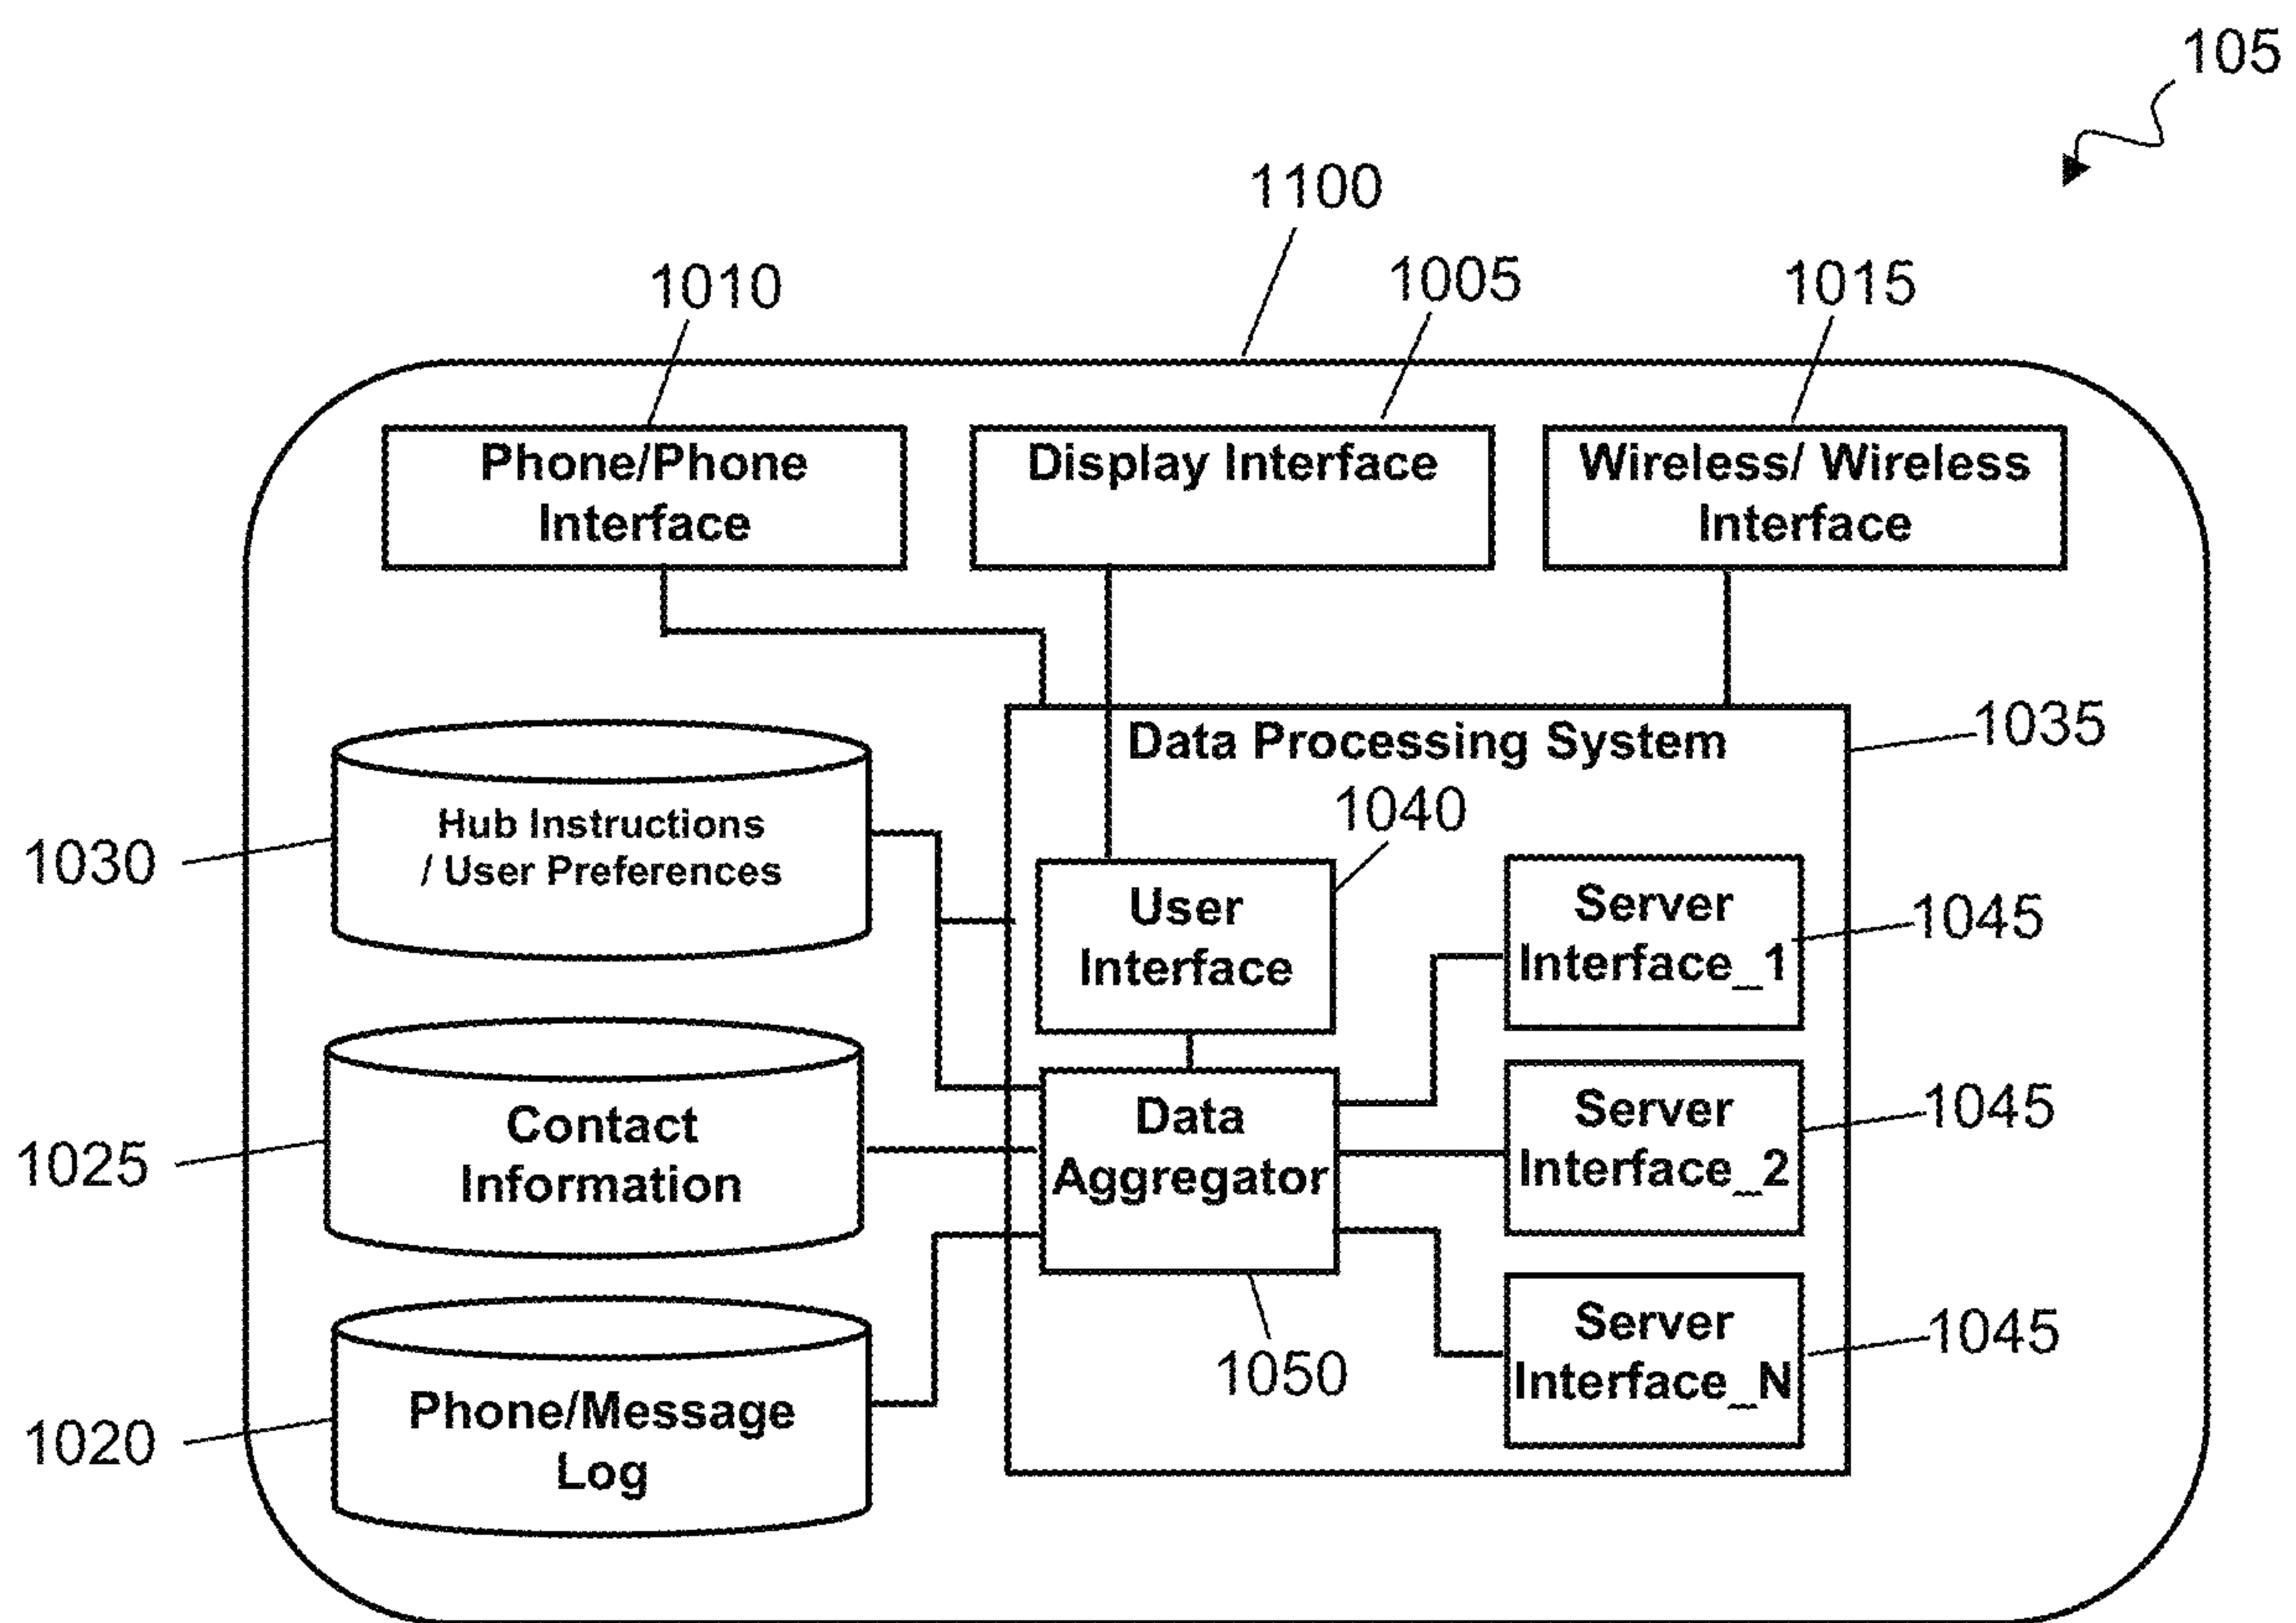 105
1100
1010
1005
1015
Phone/Phone
Interface
Display Interface
Wireless/ Wireless
Interface
1035
Data Processing System
1030
Hub Instructions
/ User Preferences
1040
User
Interface
Server
Interface_1
1045
1025
Contact
Information
Data
Aggregator
1050
Server
Interface_2
1045
1020
Phone/Message
Log
Server
Interface_N
1045